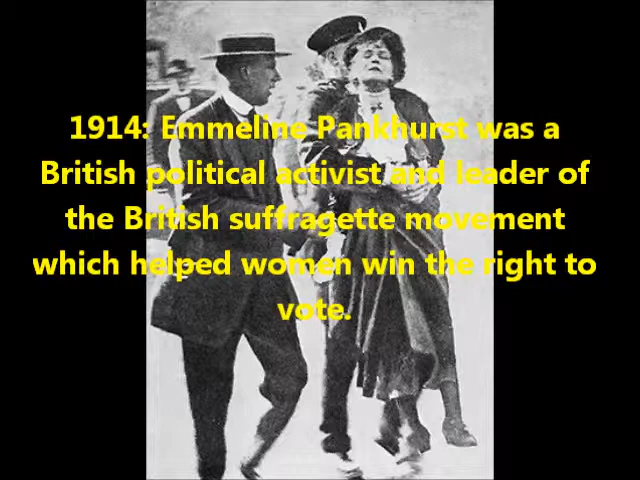 1914: Emmeline Pankhurst was a
British political activist and leader of
the British suffragette movement
which helped women win the right to
vote.